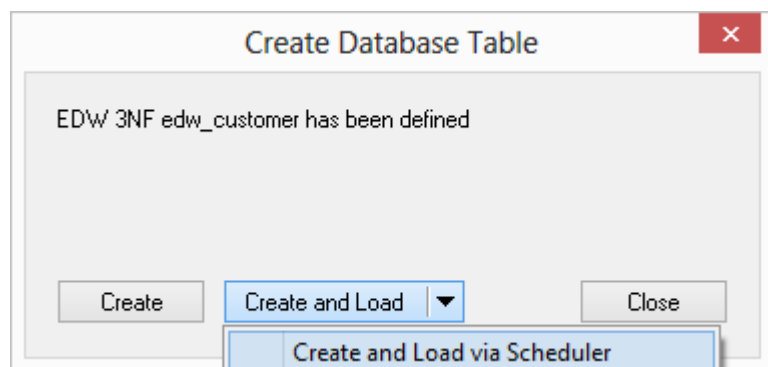 Create Database Table
EDW 3NF edw_customer has been defined
Create Create and Load Close
Create and Load via Scheduler